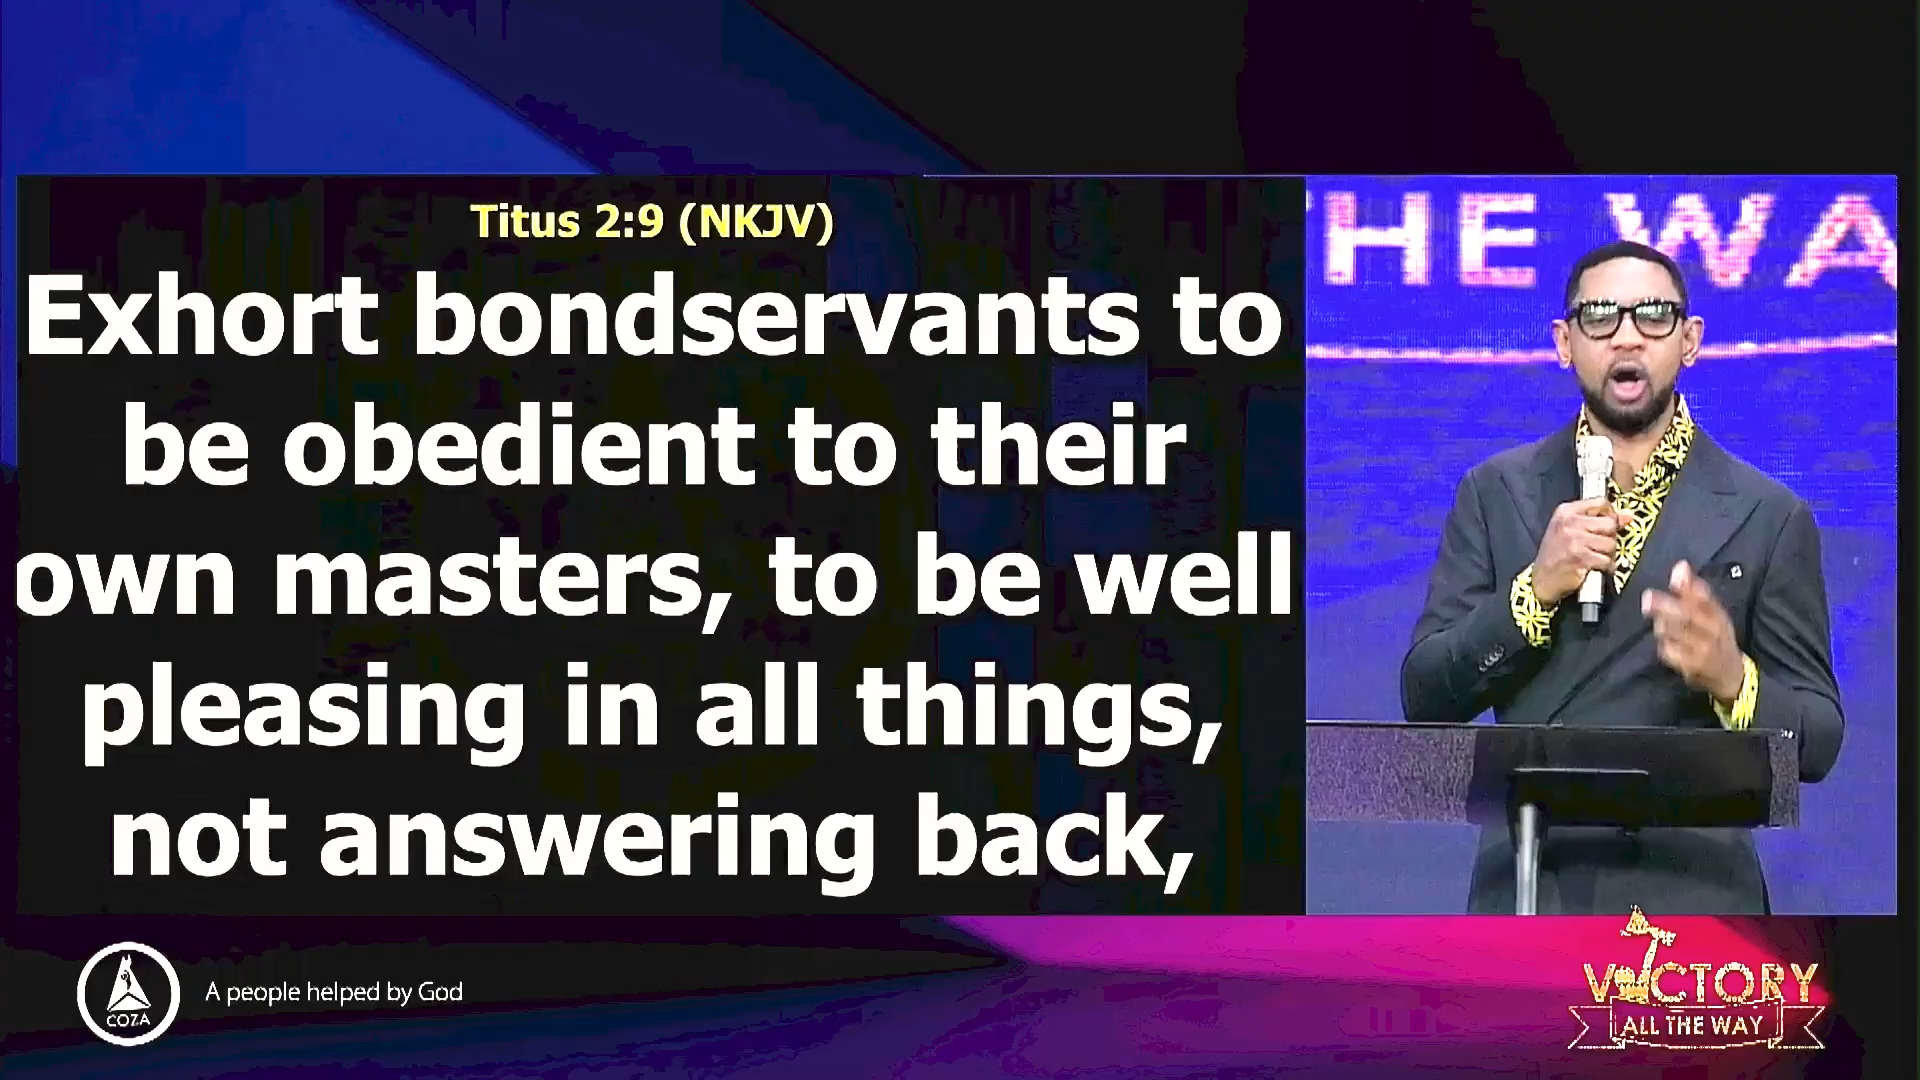 Titus 2:9 (NKJV)
Exhort bondservants to
be obedient to their
own masters, to be well
pleasing in all things,
not answering back,
HE WA
COZA
A people helped by God
VICTORY
ALL THE WAY